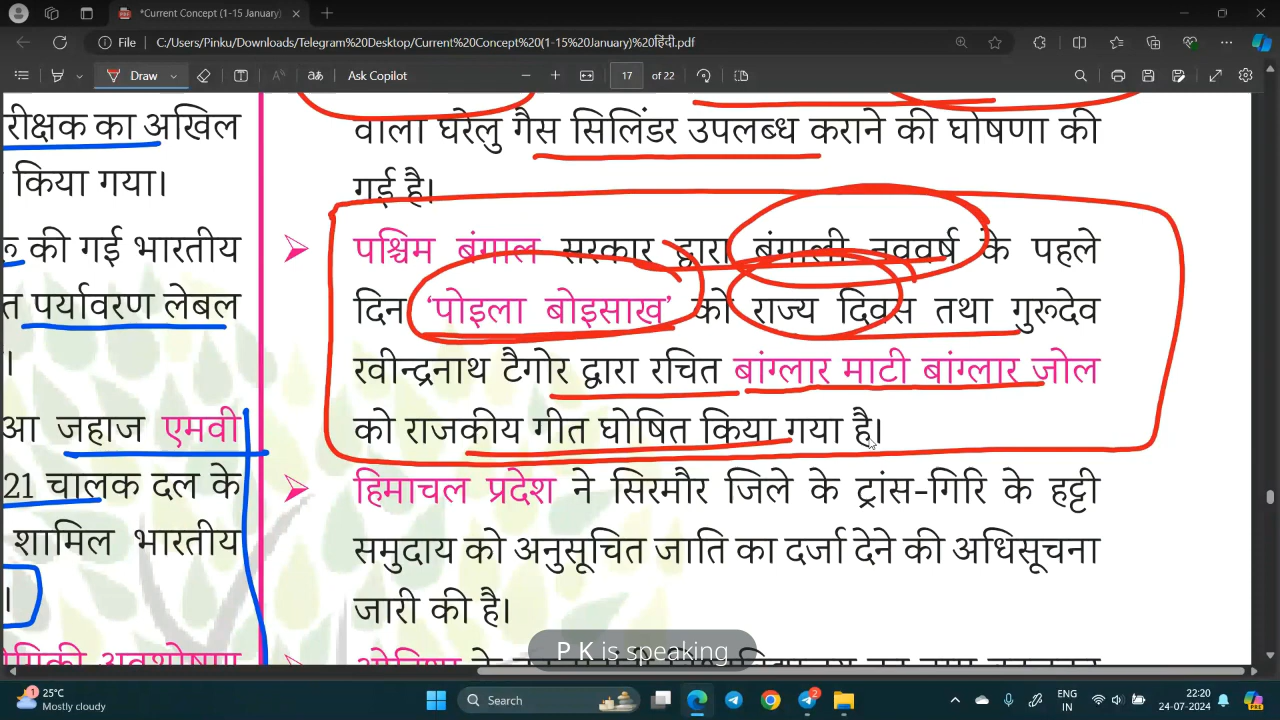 *Current Concept (1-15 January)
File
C:/Users/Pinku/Downloads/Telegram%20Desktop/Current%20Concept%20(1-15%20January)%20हिंदी.pdf
Draw
Ask Copilot
17 of 22
रीक्षक का अखिल
किया गया।
की गई भारतीय
त पर्यावरण लेबल
।
आ जहाज एमवी
21 चालक दल के
शामिल भारतीय
।
वाला घरेलु गैस सिलिंडर उपलब्ध कराने की घोषणा की
गई है।
पश्चिम बंगाल सरकार द्वारा बंगाली नववर्ष के पहले
दिन ‘पोइला बोइसाख’ को राज्य दिवस तथा गुरूदेव
रवीन्द्रनाथ टैगोर द्वारा रचित बांग्लार माटी बांग्लार जोल
को राजकीय गीत घोषित किया गया है।
हिमाचल प्रदेश ने सिरमौर जिले के ट्रांस-गिरि के हट्टी
समुदाय को अनुसूचित जाति का दर्जा देने की अधिसूचना
जारी की है।
P K is speaking
1
25°C
Mostly cloudy
Search
2
ENG
IN
22:20
24-07-2024